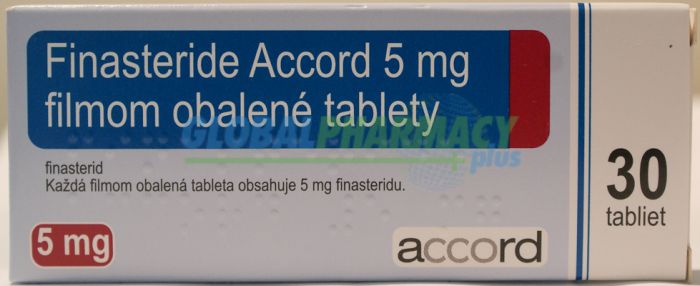 Finasteride Accord 5 mg
filmom obalené tablety
GLOBALPHARMACY
plus
finasterid
Každá filmom obalená tableta obsahuje 5 mg finasteridu.
5 mg
accord
30
tabliet